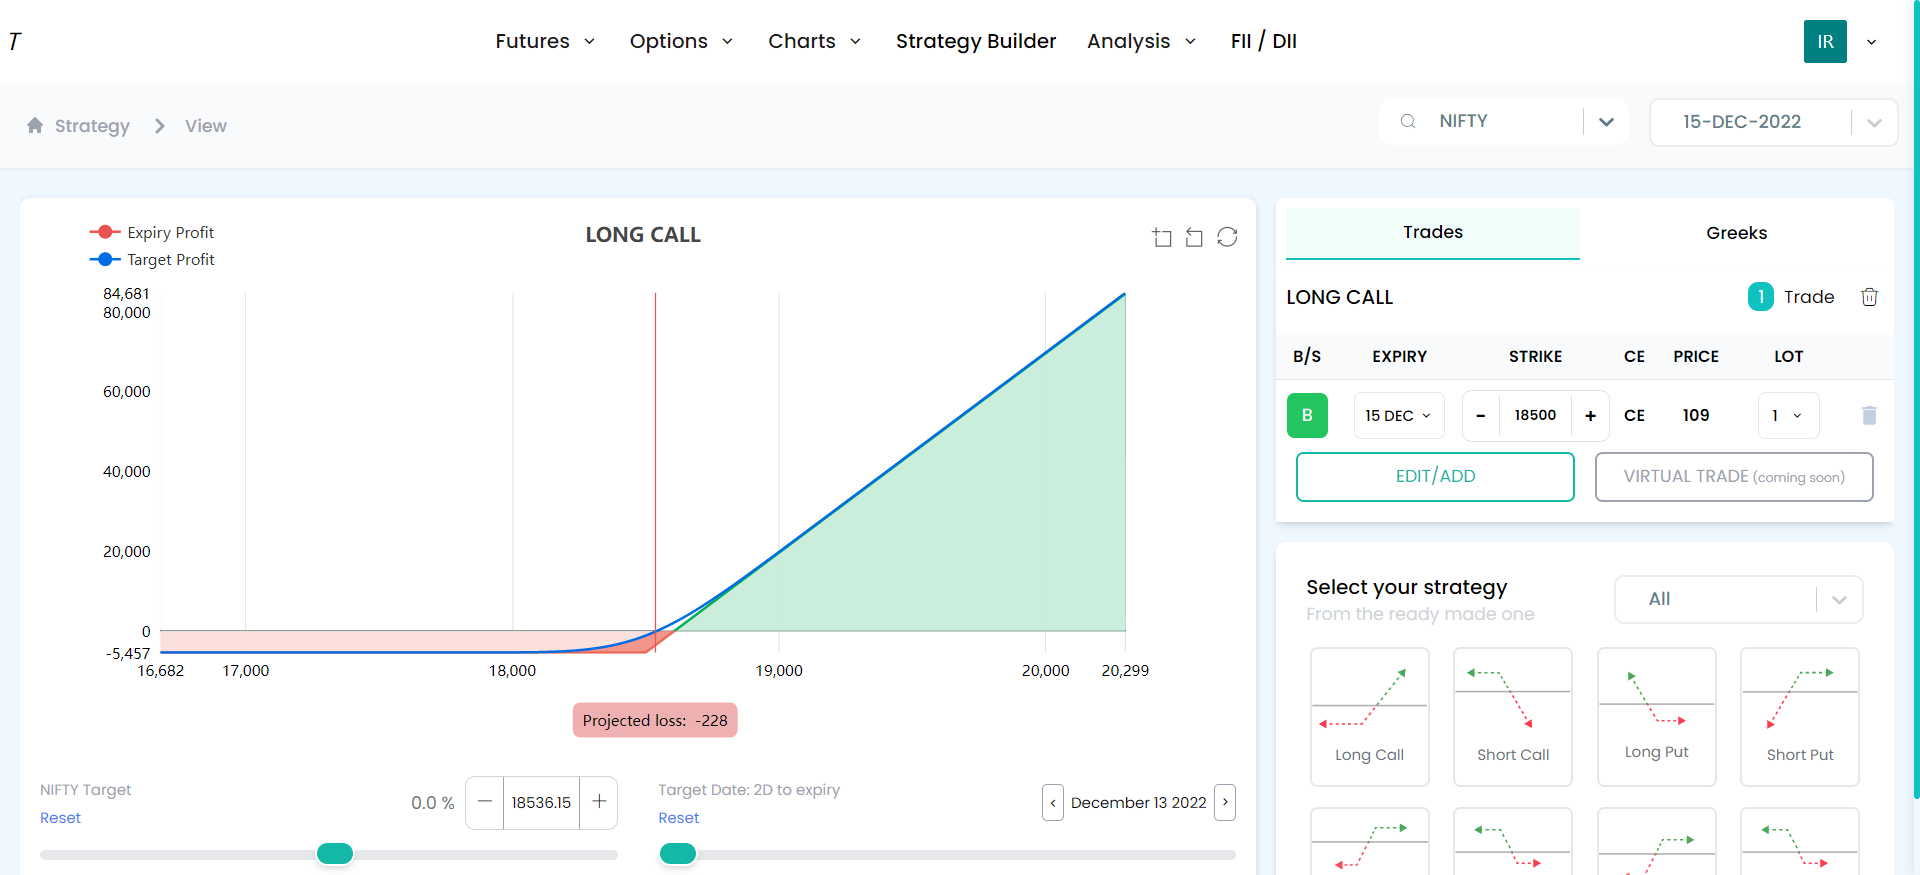 T
Futures Options Charts Strategy Builder Analysis FII / DII IR
Strategy View NIFTY 15-DEC-2022
Expiry Profit
Target Profit
LONG CALL
84,681
80,000
60,000
40,000
20,000
0
-5,457
16,682 17,000 18,000 19,000 20,000 20,299
Projected loss: -228
NIFTY Target
Reset
0.0 % − 18536.15 +
Target Date: 2D to expiry
Reset
‹ December 13 2022 ›
Trades Greeks
LONG CALL 1 Trade
B/S EXPIRY STRIKE CE PRICE LOT
B 15 DEC - 18500 + CE 109 1
EDIT/ADD VIRTUAL TRADE (coming soon)
Select your strategy
From the ready made one
All
Long Call Short Call Long Put Short Put